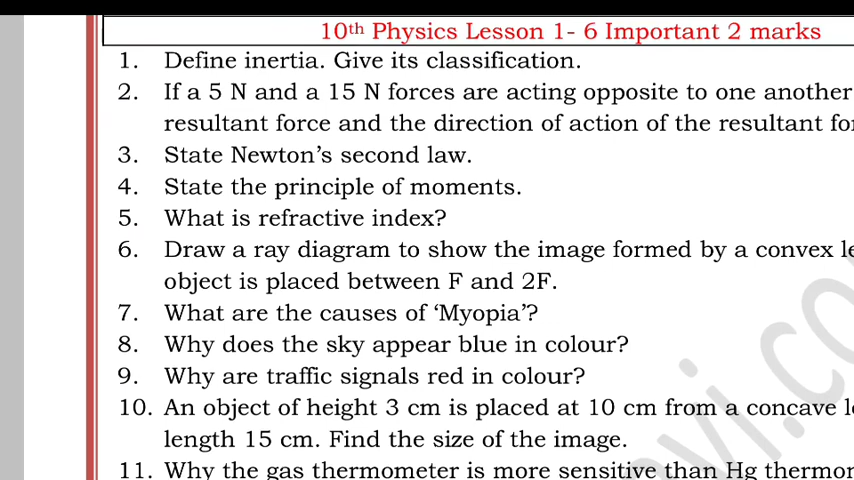 10th Physics Lesson 1- 6 Important 2 marks
1. Define inertia. Give its classification.
2. If a 5 N and a 15 N forces are acting opposite to one another
resultant force and the direction of action of the resultant
3. State Newton's second law.
4. State the principle of moments.
5. What is refractive index?
6. Draw a ray diagram to show the image formed by a convex
object is placed between F and 2F.
7. What are the causes of 'Myopia'?
8. Why does the sky appear blue in colour?
9. Why are traffic signals red in colour?
10. An object of height 3 cm is placed at 10 cm from a concave
length 15 cm. Find the size of the image.
11. Why the gas thermometer is more sensitive than Hg